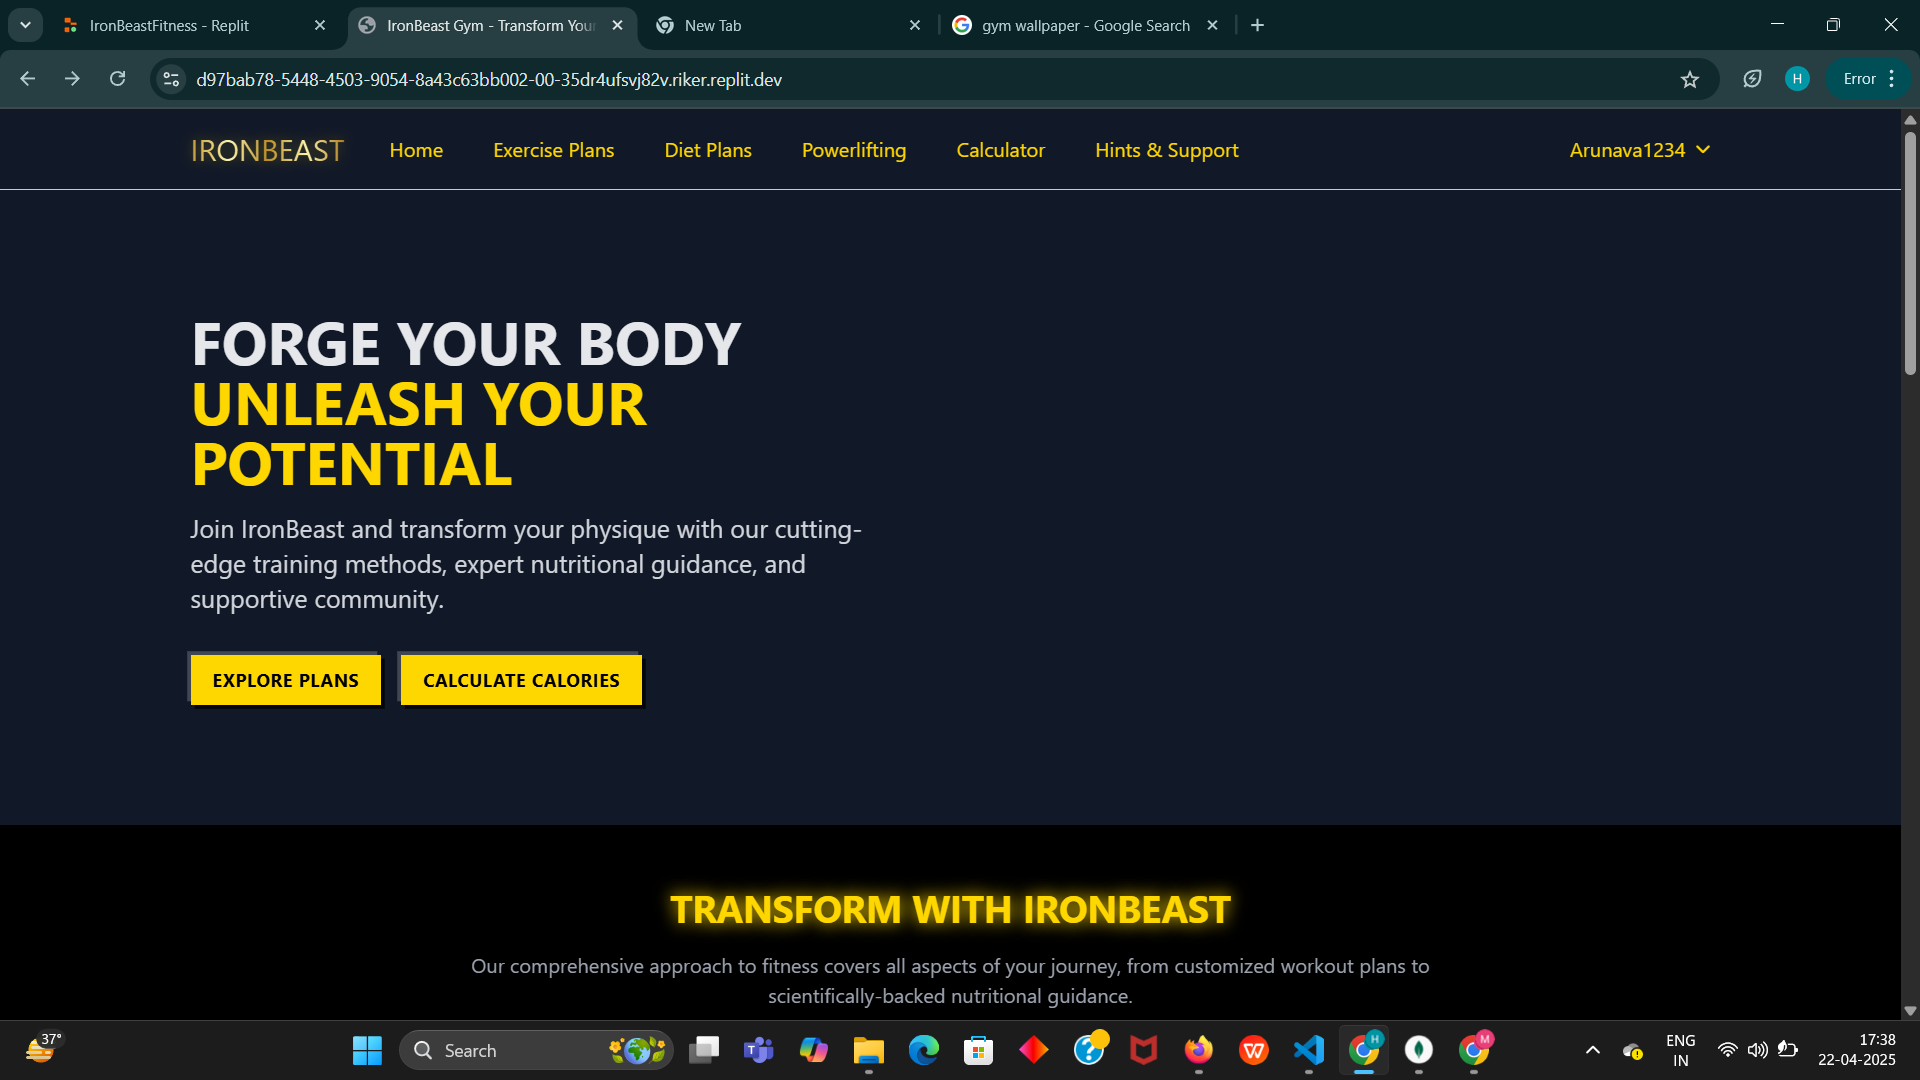 IronBeastFitness - Replit
IronBeast Gym - Transform Your
New Tab
gym wallpaper - Google Search
d97bab78-5448-4503-9054-8a43c63bb002-00-35dr4ufsvj82v.riker.replit.dev
H
Error
IRONBEAST
Home
Exercise Plans
Diet Plans
Powerlifting
Calculator
Hints & Support
Arunava1234
FORGE YOUR BODY
UNLEASH YOUR
POTENTIAL
Join IronBeast and transform your physique with our cutting-
edge training methods, expert nutritional guidance, and
supportive community.
EXPLORE PLANS
CALCULATE CALORIES
TRANSFORM WITH IRONBEAST
Our comprehensive approach to fitness covers all aspects of your journey, from customized workout plans to
scientifically-backed nutritional guidance.
37°
Search
T
W
H
M
ENG
IN
17:38
22-04-2025